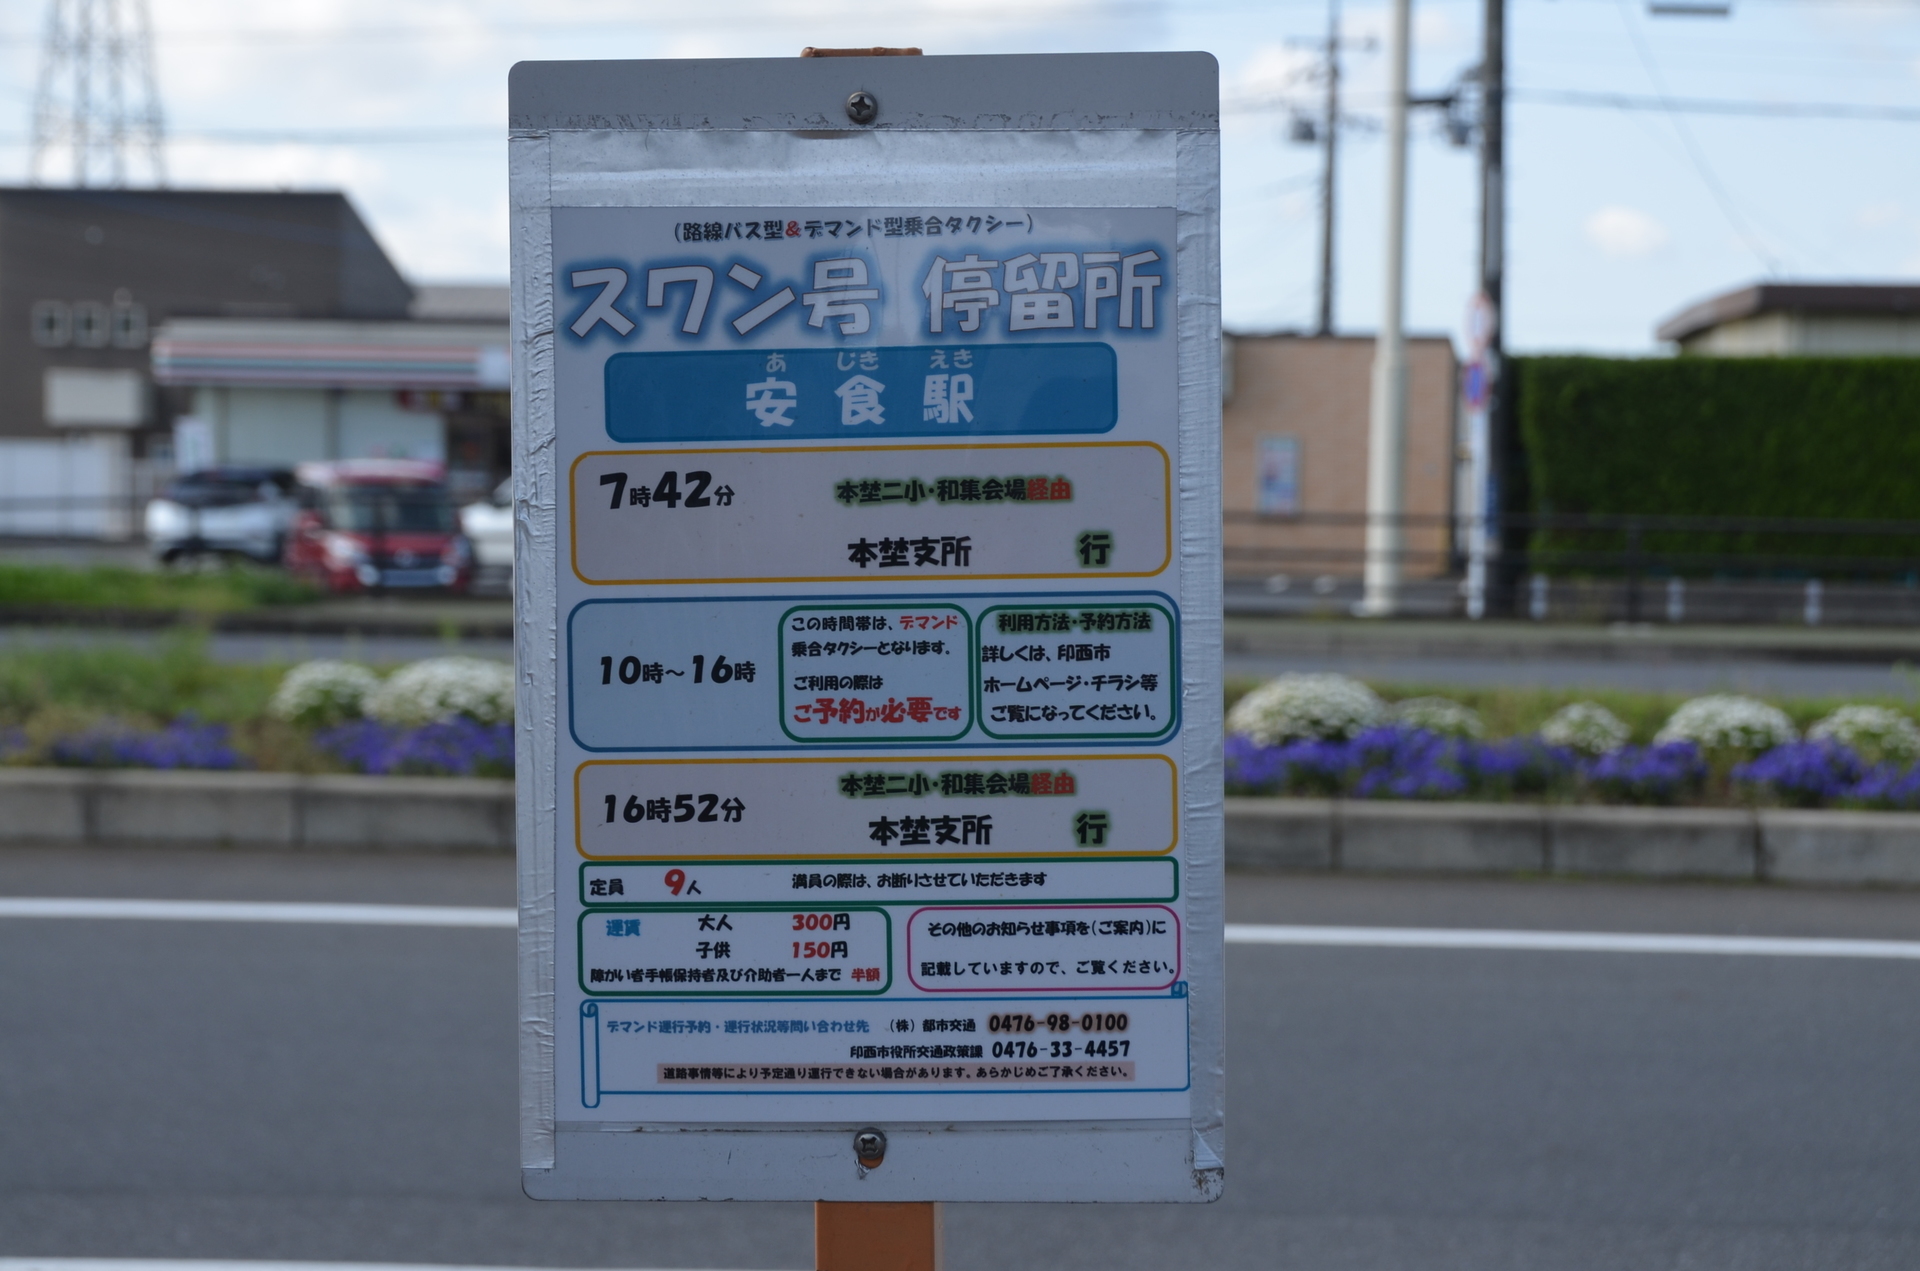 （路線バス型&デマンド型乗合タクシー）
スワン号 停留所
あ じき えき
安食駅
7時42分 本埜二小・和集会場経由
本埜支所 行
10時～16時
この時間帯は、デマンド
乗合タクシーとなります。
ご利用の際は
ご予約が必要です
利用方法・予約方法
詳しくは、印西市
ホームページ・チラシ等
ご覧になってください。
16時52分 本埜二小・和集会場経由
本埜支所 行
定員 9人 満員の際は、お断りさせていただきます
運賃 大人 300円
子供 150円
障がい者手帳保持者及び介助者一人まで 半額
その他のお知らせ事項を（ご案内）に
記載していますので、ご覧ください。
デマンド運行予約・運行状況等問い合わせ先 （株）都市交通 0476-98-0100
印西市役所交通政策課 0476-33-4457
道路事情等により予定通り運行できない場合があります。あらかじめご了承ください。